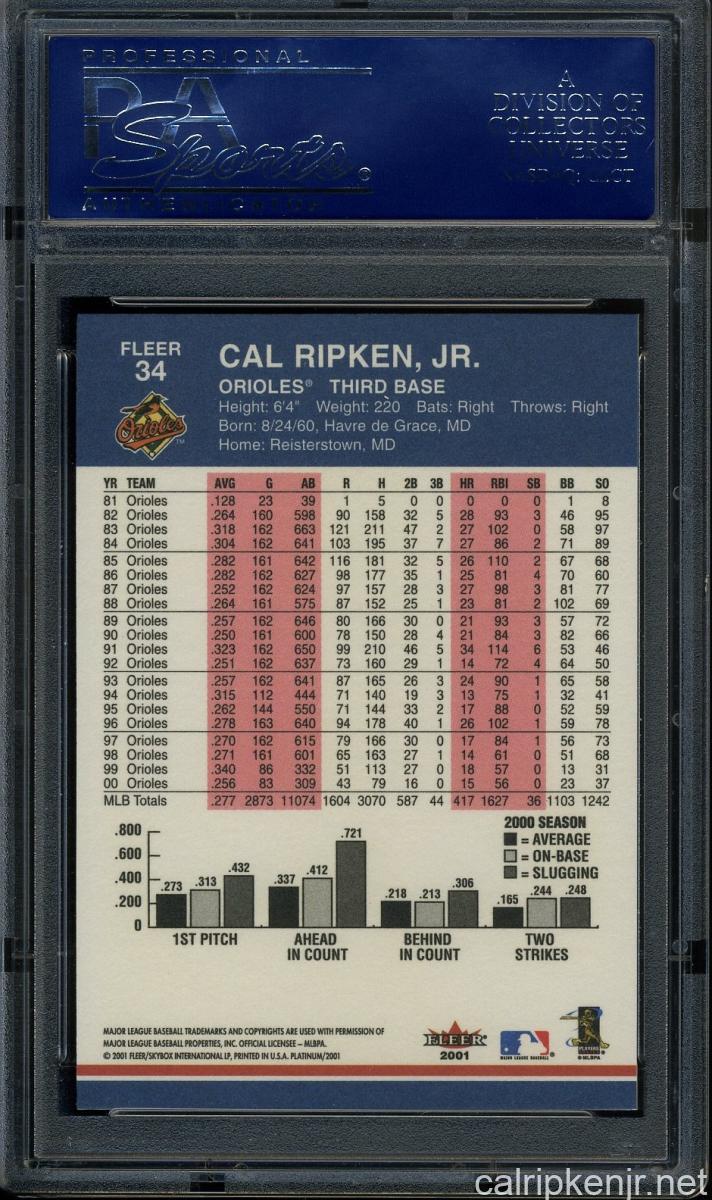 PROFESSIONAL
PSA
Sports®
AUTHENTICATOR
A
DIVISION OF
COLLECTORS
UNIVERSE
FLEER
34
CAL RIPKEN, JR.
ORIOLES® THIRD BASE
Height: 6'4" Weight: 220 Bats: Right Throws: Right
Born: 8/24/60, Havre de Grace, MD
Home: Reisterstown, MD
Orioles™
YR TEAM AVG G AB R H 2B 3B HR RBI SB BB SO
81 Orioles .128 23 39 1 5 0 0 0 0 0 1 8
82 Orioles .264 160 598 90 158 32 5 28 93 3 46 95
83 Orioles .318 162 663 121 211 47 2 27 102 0 58 97
84 Orioles .304 162 641 103 195 37 7 27 86 2 71 89
85 Orioles .282 161 642 116 181 32 5 26 110 2 67 68
86 Orioles .282 162 627 98 177 35 1 25 81 4 70 60
87 Orioles .252 162 624 97 157 28 3 27 98 3 81 77
88 Orioles .264 161 575 87 152 25 1 23 81 2 102 69
89 Orioles .257 162 646 80 166 30 0 21 93 3 57 72
90 Orioles .250 161 600 78 150 28 4 21 84 3 82 66
91 Orioles .323 162 650 99 210 46 5 34 114 6 53 46
92 Orioles .251 162 637 73 160 29 1 14 72 4 64 50
93 Orioles .257 162 641 87 165 26 3 24 90 1 65 58
94 Orioles .315 112 444 71 140 19 3 13 75 1 32 41
95 Orioles .262 144 550 71 144 33 2 17 88 0 52 59
96 Orioles .278 163 640 94 178 40 1 26 102 1 59 78
97 Orioles .270 162 615 79 166 30 0 17 84 1 56 73
98 Orioles .271 161 601 65 163 27 1 14 61 0 51 68
99 Orioles .340 86 332 51 113 27 0 18 57 0 13 31
00 Orioles .256 83 309 43 79 16 0 15 56 0 23 37
MLB Totals .277 2873 11074 1604 3070 587 44 417 1627 36 1103 1242
2000 SEASON
= AVERAGE
= ON-BASE
= SLUGGING
.800
.600
.400
.200
0
.273 .313 .432
.337 .412 .721
.218 .213 .306
.165 .244 .248
1ST PITCH
AHEAD
IN COUNT
BEHIND
IN COUNT
TWO
STRIKES
MAJOR LEAGUE BASEBALL TRADEMARKS AND COPYRIGHTS ARE USED WITH PERMISSION OF
MAJOR LEAGUE BASEBALL PROPERTIES, INC. OFFICIAL LICENSEE – MLBPA.
© 2001 FLEER/SKYBOX INTERNATIONAL LP, PRINTED IN U.S.A. PLATINUM/2001
FLEER®
2001
MAJOR LEAGUE BASEBALL
PLAYERS
© MLBPA
calripkenjr.net